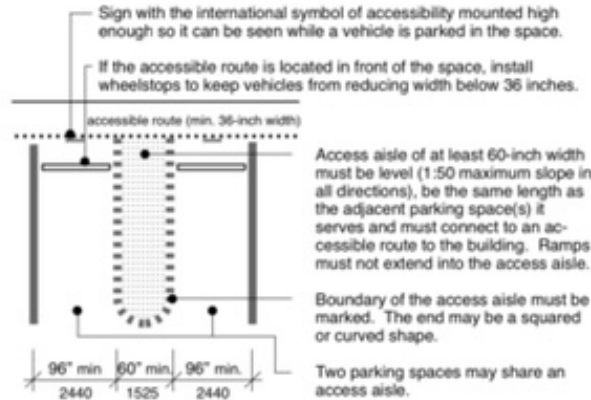 Sign with the international symbol of accessibility mounted high
enough so it can be seen while a vehicle is parked in the space.
If the accessible route is located in front of the space, install
wheelstops to keep vehicles from reducing width below 36 inches.
accessible route (min. 36-inch width)
Access aisle of at least 60-inch width
must be level (1:50 maximum slope in
all directions), be the same length as
the adjacent parking space(s) it
serves and must connect to an ac-
cessible route to the building. Ramps
must not extend into the access aisle.
Boundary of the access aisle must be
marked. The end may be a squared
or curved shape.
Two parking spaces may share an
access aisle.
96" min 60" min. 96" min.
2440 1525 2440